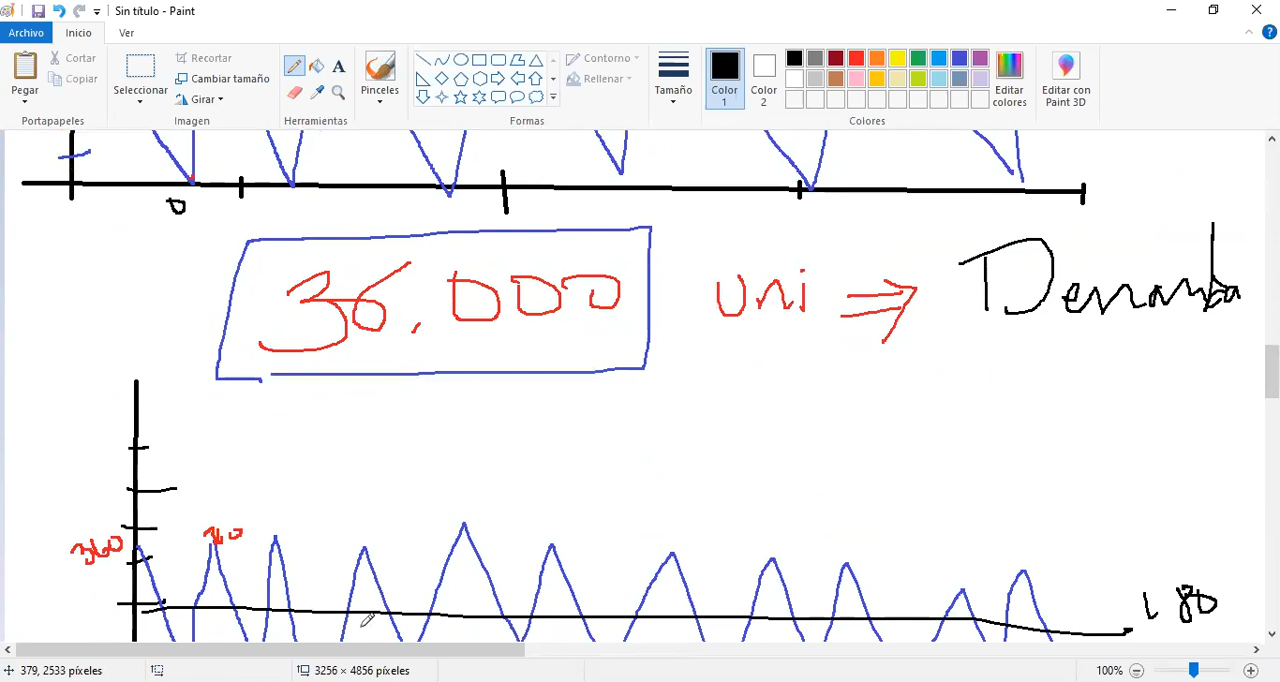 Sin título - Paint
Archivo Inicio Ver
Pegar Cortar Copiar Seleccionar Recortar Cambiar tamaño Girar A Pinceles Contorno Rellenar Tamaño Color 1 Color 2 Editar colores Editar con Paint 3D
Portapapeles Imagen Herramientas Formas Colores
0
36,000 uni ⇒ Demanda
360
180
379, 2533 píxeles 3256 × 4856 píxeles 100%